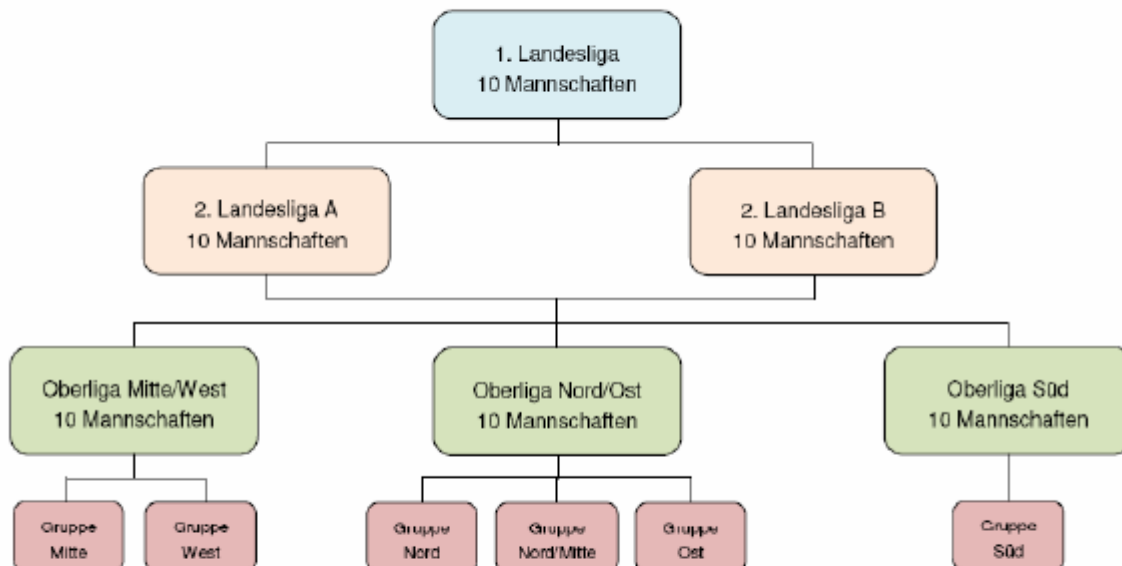 1. Landesliga
10 Mannschaften
2. Landesliga A
10 Mannschaften
2. Landesliga B
10 Mannschaften
Oberliga Mitte/West
10 Mannschaften
Oberliga Nord/Ost
10 Mannschaften
Oberliga Süd
10 Mannschaften
Gruppe
Mitte
Gruppe
West
Gruppe
Nord
Gruppe
Nord/Mitte
Gruppe
Ost
Gruppe
Süd